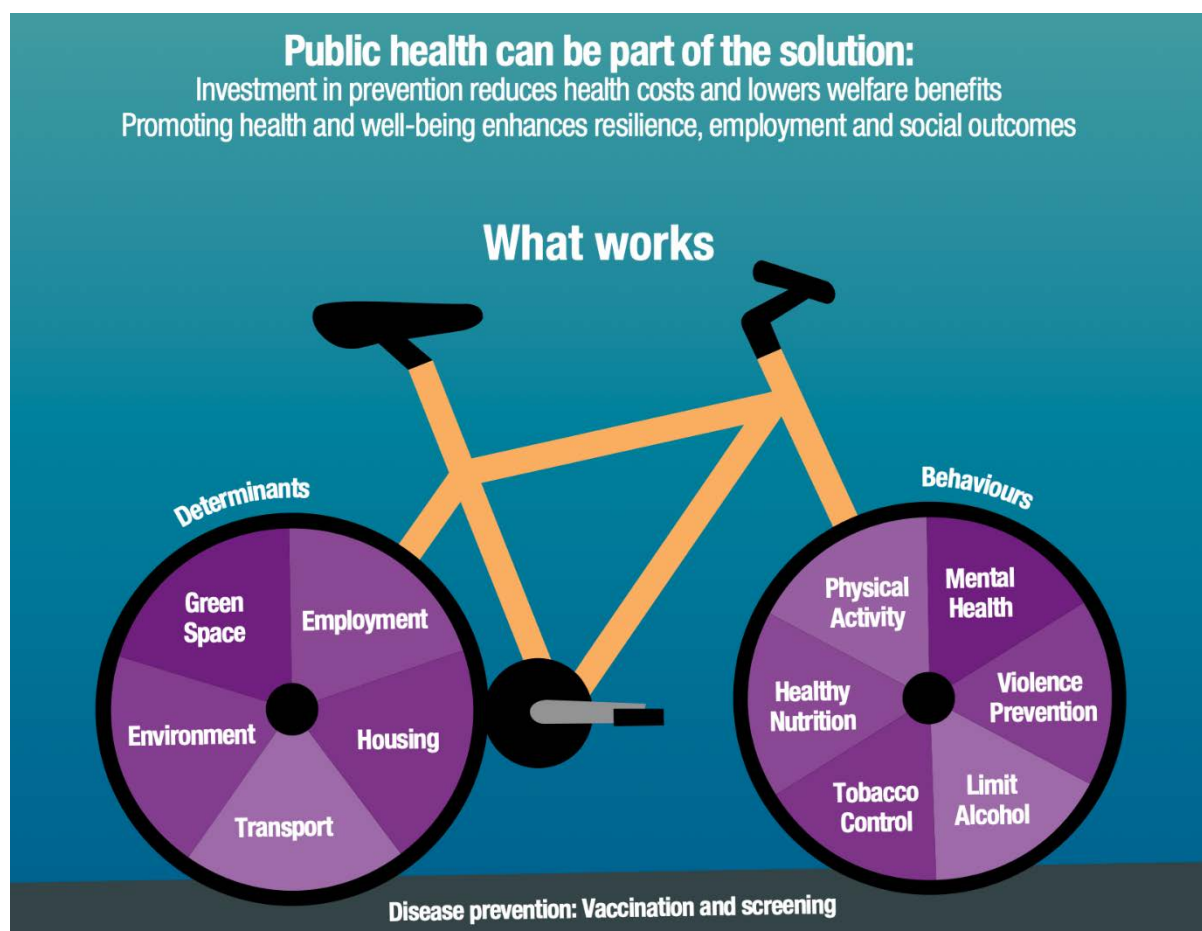 Public health can be part of the solution:
Investment in prevention reduces health costs and lowers welfare benefits
Promoting health and well-being enhances resilience, employment and social outcomes
What works
Determinants
Green
Space
Employment
Environment
Housing
Transport
Behaviours
Physical
Activity
Mental
Health
Healthy
Nutrition
Violence
Prevention
Tobacco
Control
Limit
Alcohol
Disease prevention: Vaccination and screening